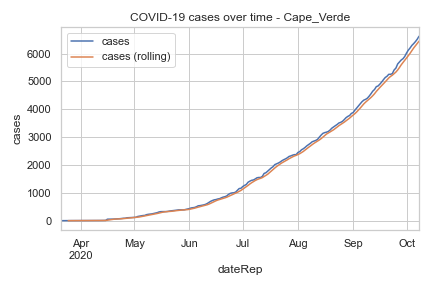 COVID-19 cases over time - Cape_Verde
cases
cases (rolling)
6000
5000
4000
3000
2000
1000
0
cases
Apr
2020
May
Jun
Jul
Aug
Sep
Oct
dateRep